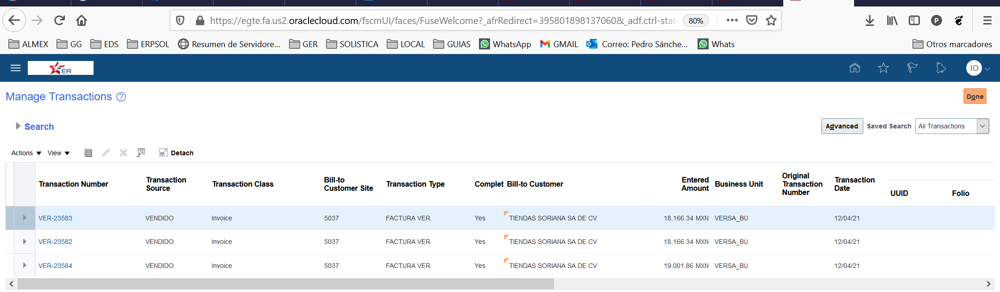 https://egte.fa.us2.oraclecloud.com/fscmUI/faces/FuseWelcome?_afrRedirect=395801898137060&_adf.ctrl-state 80%
P
ALMEX GG EDS ERPSOL Resumen de Servidore... GER SOLISTICA LOCAL GUIAS WhatsApp GMAIL Correo: Pedro Sánche... Whats Otros marcadores
ER IO
Manage Transactions ? Done
Search Advanced Saved Search All Transactions
Actions View Detach
Transaction Number Transaction Source Transaction Class Bill-to Customer Site Transaction Type Complet Bill-to Customer Entered Amount Business Unit Original Transaction Number Transaction Date UUID Folio
VER-23583 VENDIDO Invoice 5037 FACTURA VER Yes TIENDAS SORIANA SA DE CV 18,166.34 MXN VERSA_BU 12/04/21
VER-23582 VENDIDO Invoice 5037 FACTURA VER Yes TIENDAS SORIANA SA DE CV 18,166.34 MXN VERSA_BU 12/04/21
VER-23584 VENDIDO Invoice 5037 FACTURA VER Yes TIENDAS SORIANA SA DE CV 19,001.86 MXN VERSA_BU 12/04/21